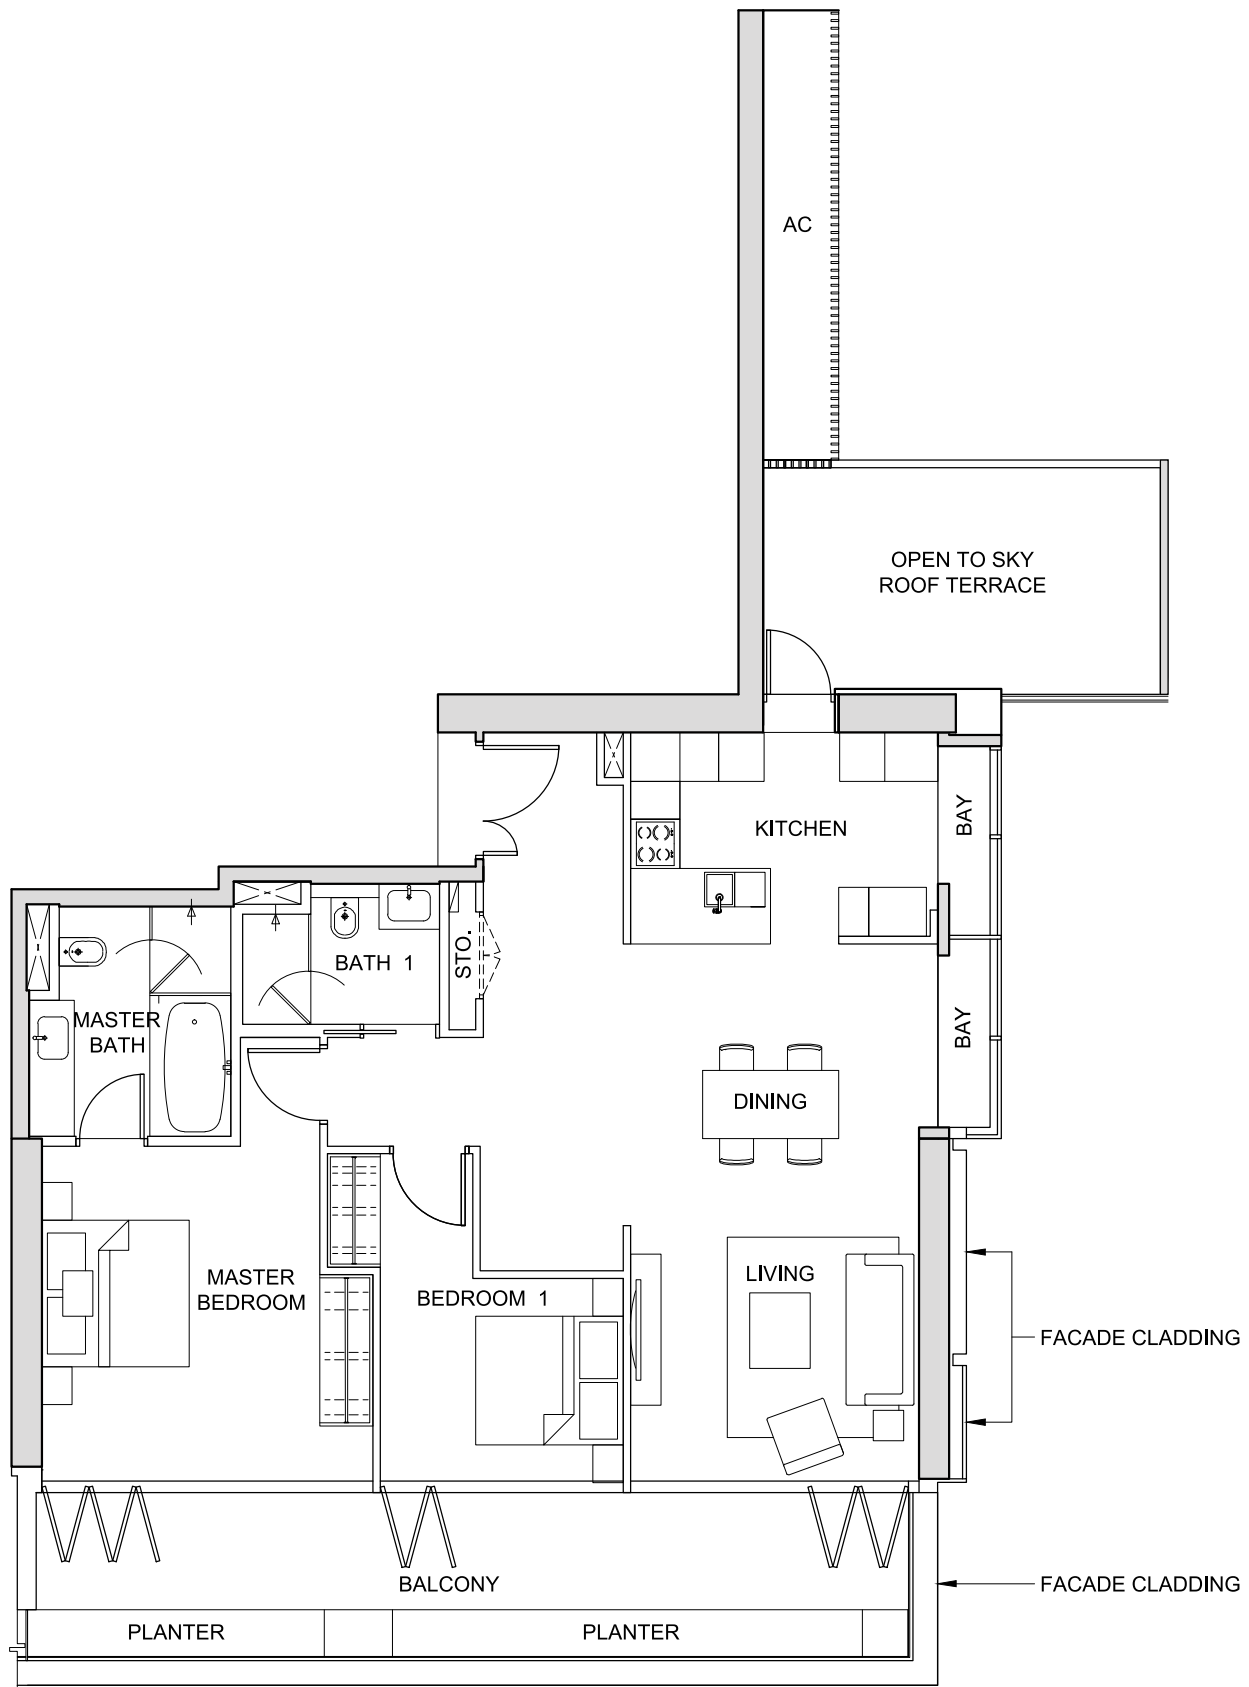 AC
OPEN TO SKY
ROOF TERRACE
KITCHEN
BAY
BATH 1
STO.
MASTER
BATH
BAY
DINING
MASTER
BEDROOM
BEDROOM 1
LIVING
FACADE CLADDING
BALCONY
FACADE CLADDING
PLANTER
PLANTER